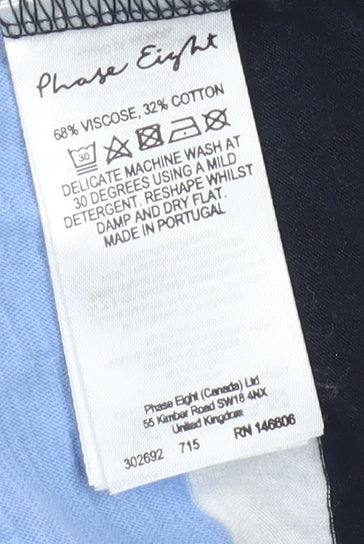 Phase Eight
68% VISCOSE, 32% COTTON
30
DELICATE MACHINE WASH AT
30 DEGREES USING A MILD
DETERGENT. RESHAPE WHILST
DAMP AND DRY FLAT.
MADE IN PORTUGAL
Phase Eight (Canada) Ltd
55 Kimber Road SW18 4NX
United Kingdom
302692 715 RN 146806